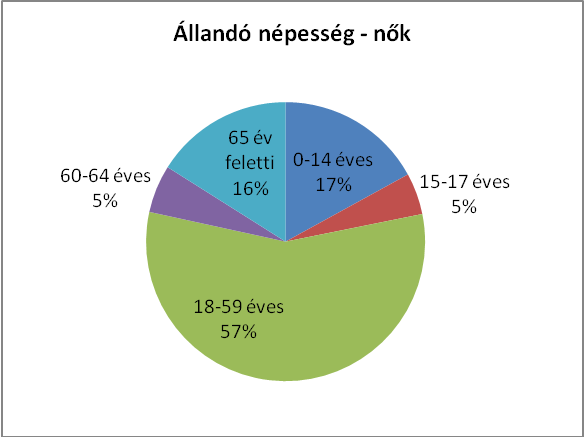 Állandó népesség - nők
65 év
feletti
16%
0-14 éves
17%
15-17 éves
5%
18-59 éves
57%
60-64 éves
5%